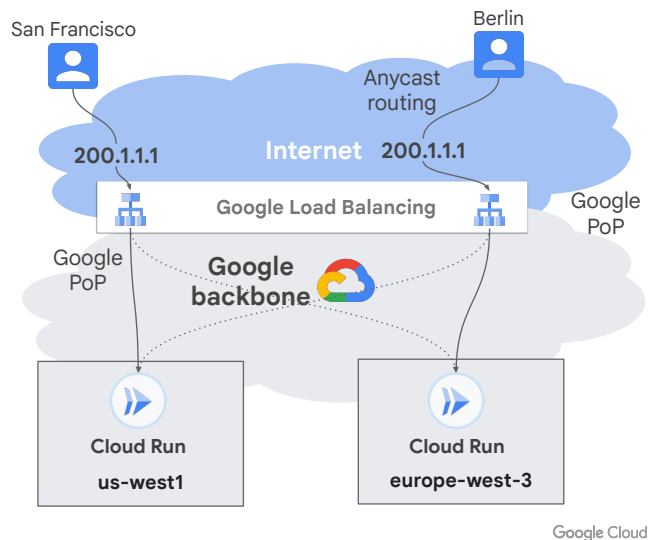 San Francisco
Berlin
Anycast
routing
200.1.1.1
Internet
200.1.1.1
Google Load Balancing
Google
PoP
Google
PoP
Google
backbone
Cloud Run
us-west1
Cloud Run
europe-west-3
Google Cloud